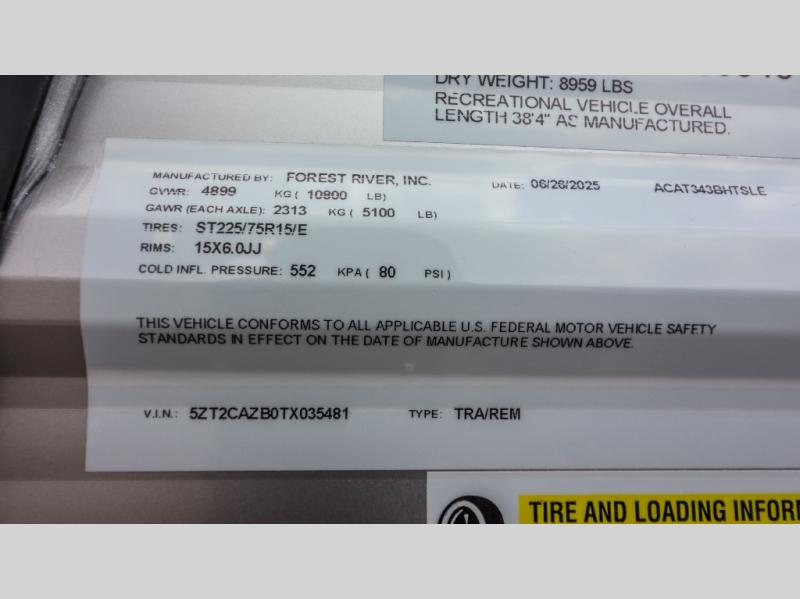 DRY WEIGHT: 8959 LBS
RECREATIONAL VEHICLE OVERALL
LENGTH 38'4" AS MANUFACTURED.
MANUFACTURED BY: FOREST RIVER, INC. DATE: 06/26/2025 ACAT343BHTSLE
GVWR: 4899 KG ( 10800 LB)
GAWR (EACH AXLE): 2313 KG ( 5100 LB)
TIRES: ST225/75R15/E
RIMS: 15X6.0JJ
COLD INFL. PRESSURE: 552 KPA ( 80 PSI )
THIS VEHICLE CONFORMS TO ALL APPLICABLE U.S. FEDERAL MOTOR VEHICLE SAFETY
STANDARDS IN EFFECT ON THE DATE OF MANUFACTURE SHOWN ABOVE.
V.I.N.: 5ZT2CAZB0TX035481 TYPE: TRA/REM
TIRE AND LOADING INFOR